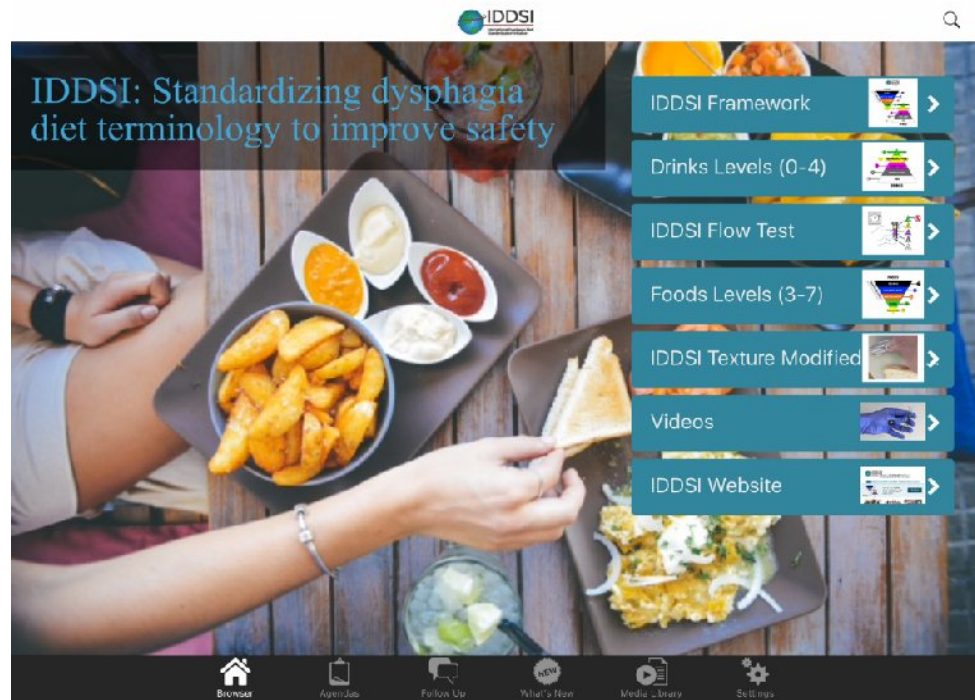 IDDSI
IDDSI: Standardizing dysphagia
diet terminology to improve safety
IDDSI Framework
Drinks Levels (0-4)
IDDSI Flow Test
Foods Levels (3-7)
IDDSI Texture Modified
Videos
IDDSI Website
Browser
Agendas
Follow Up
NEW
What's New
Media Library
Settings